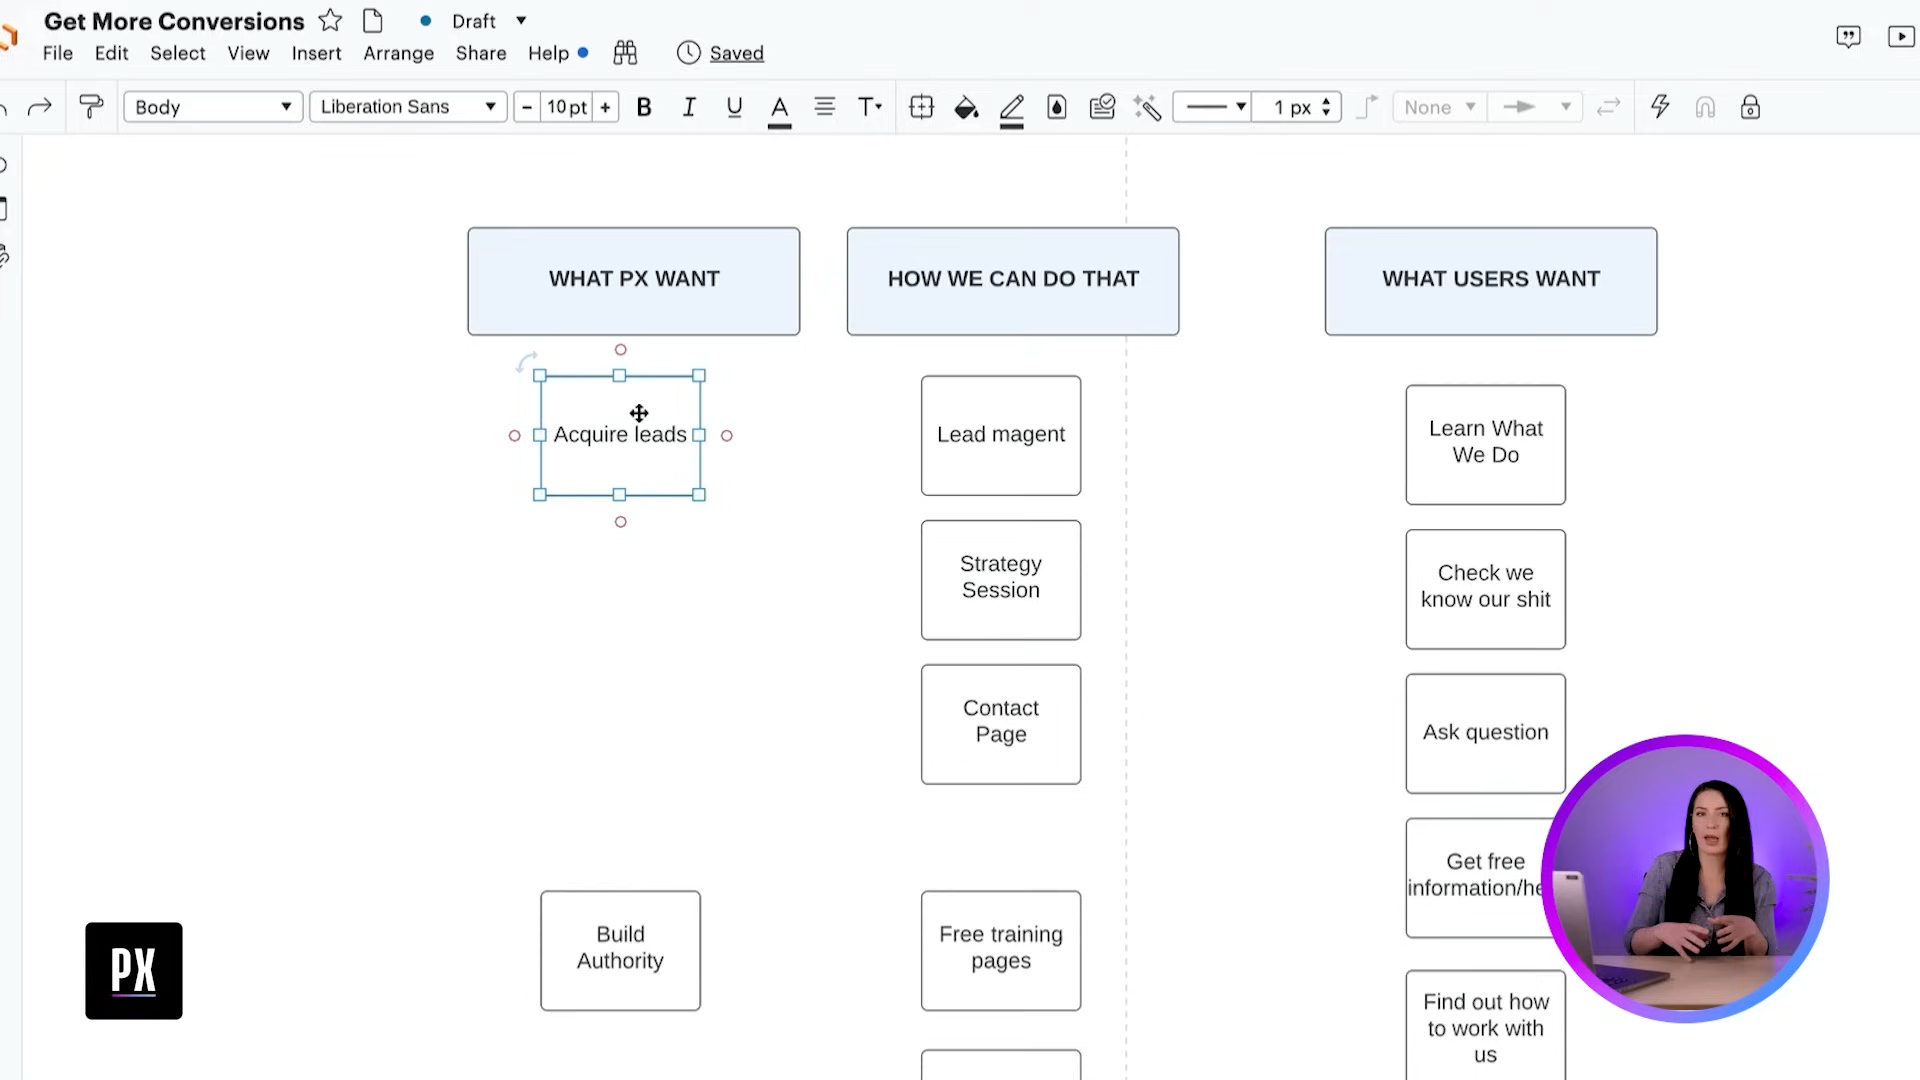 Get More Conversions
Draft
File Edit Select View Insert Arrange Share Help
Saved
Body
Liberation Sans
- 10 pt +
B I U A T
1 px
None
WHAT PX WANT
HOW WE CAN DO THAT
WHAT USERS WANT
Acquire leads
Lead magent
Learn What
We Do
Strategy
Session
Check we
know our shit
Contact
Page
Ask question
Get free
information/he
Build
Authority
Free training
pages
Find out how
to work with
us
PX